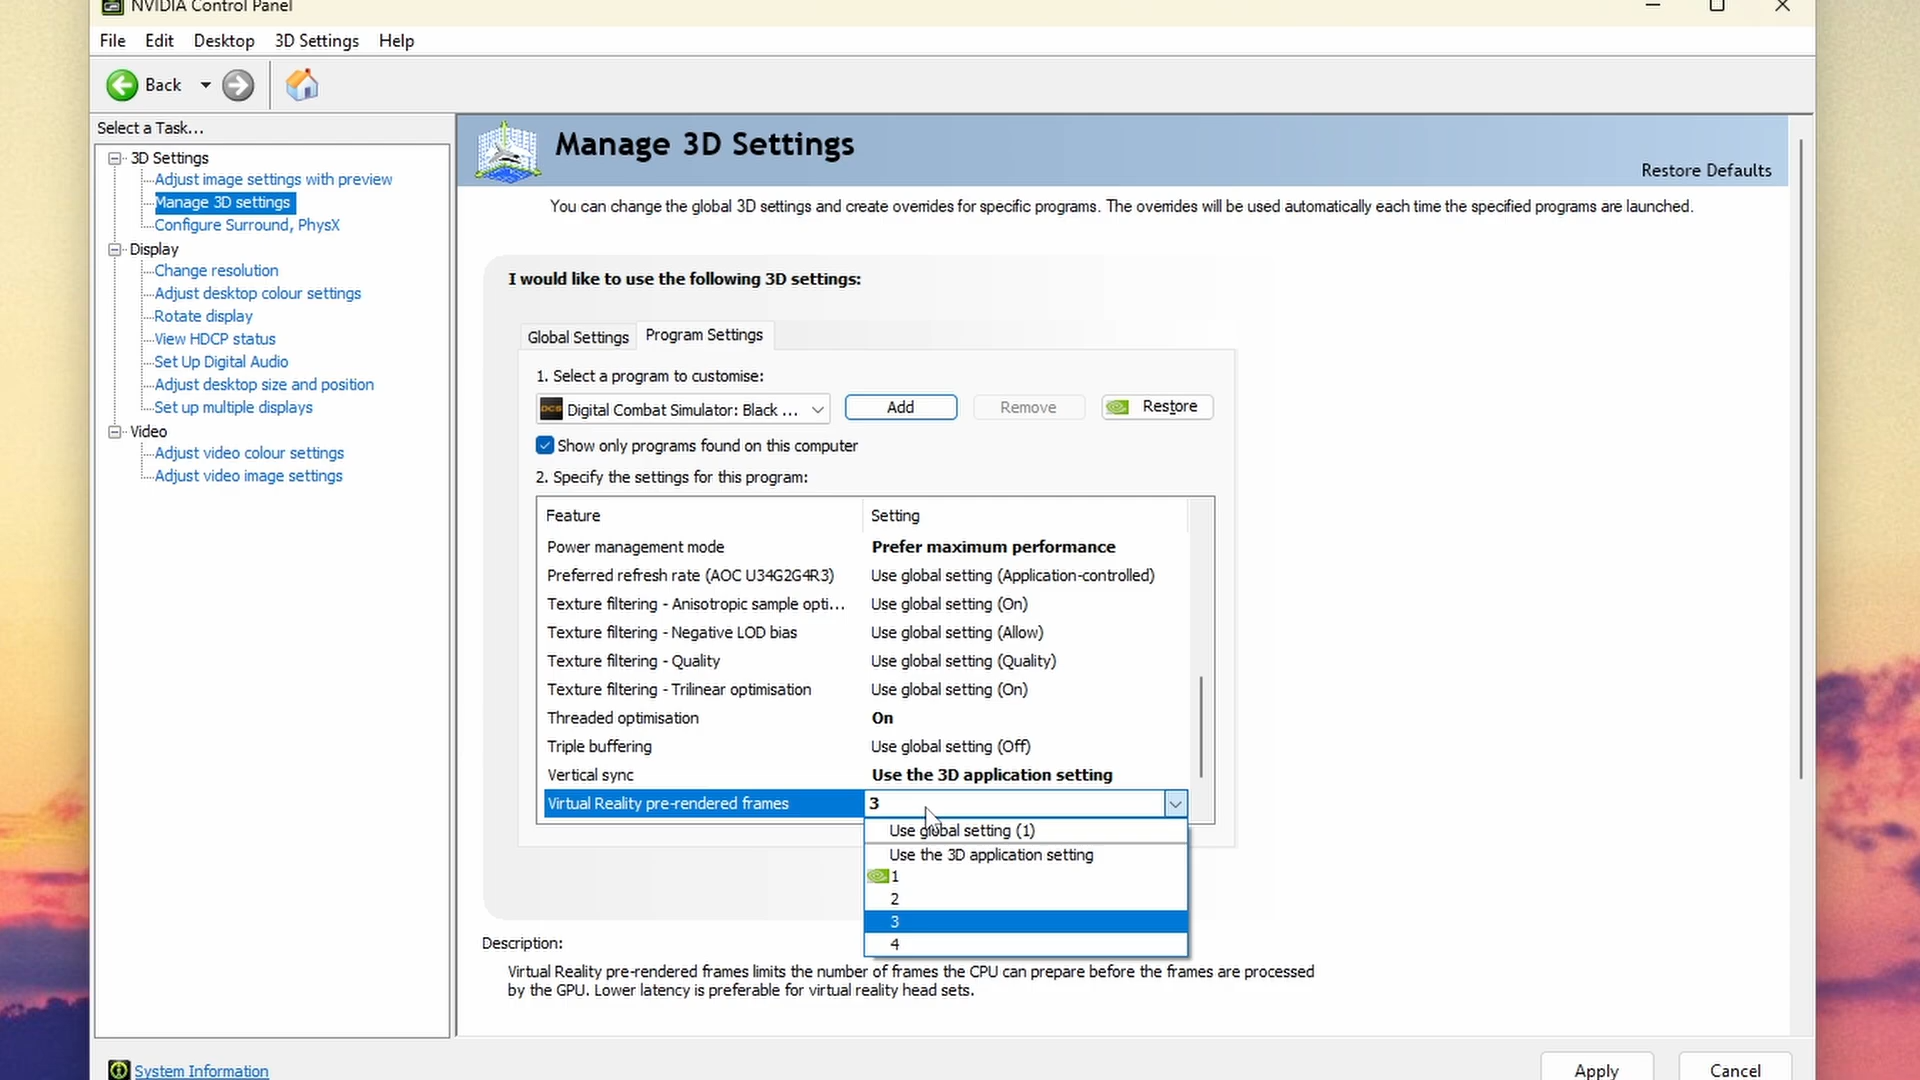 NVIDIA Control Panel
File Edit Desktop 3D Settings Help
Back
Select a Task...
3D Settings
Adjust image settings with preview
Manage 3D settings
Configure Surround, PhysX
Display
Change resolution
Adjust desktop colour settings
Rotate display
View HDCP status
Set Up Digital Audio
Adjust desktop size and position
Set up multiple displays
Video
Adjust video colour settings
Adjust video image settings
System Information
Manage 3D Settings
Restore Defaults
You can change the global 3D settings and create overrides for specific programs. The overrides will be used automatically each time the specified programs are launched.
I would like to use the following 3D settings:
Global Settings Program Settings
1. Select a program to customise:
DCS Digital Combat Simulator: Black ... Add Remove Restore
Show only programs found on this computer
2. Specify the settings for this program:
Feature Setting
Power management mode Prefer maximum performance
Preferred refresh rate (AOC U34G2G4R3) Use global setting (Application-controlled)
Texture filtering - Anisotropic sample opti... Use global setting (On)
Texture filtering - Negative LOD bias Use global setting (Allow)
Texture filtering - Quality Use global setting (Quality)
Texture filtering - Trilinear optimisation Use global setting (On)
Threaded optimisation On
Triple buffering Use global setting (Off)
Vertical sync Use the 3D application setting
Virtual Reality pre-rendered frames 3
Use global setting (1)
Use the 3D application setting
1
2
3
4
Description:
Virtual Reality pre-rendered frames limits the number of frames the CPU can prepare before the frames are processed
by the GPU. Lower latency is preferable for virtual reality head sets.
Apply Cancel